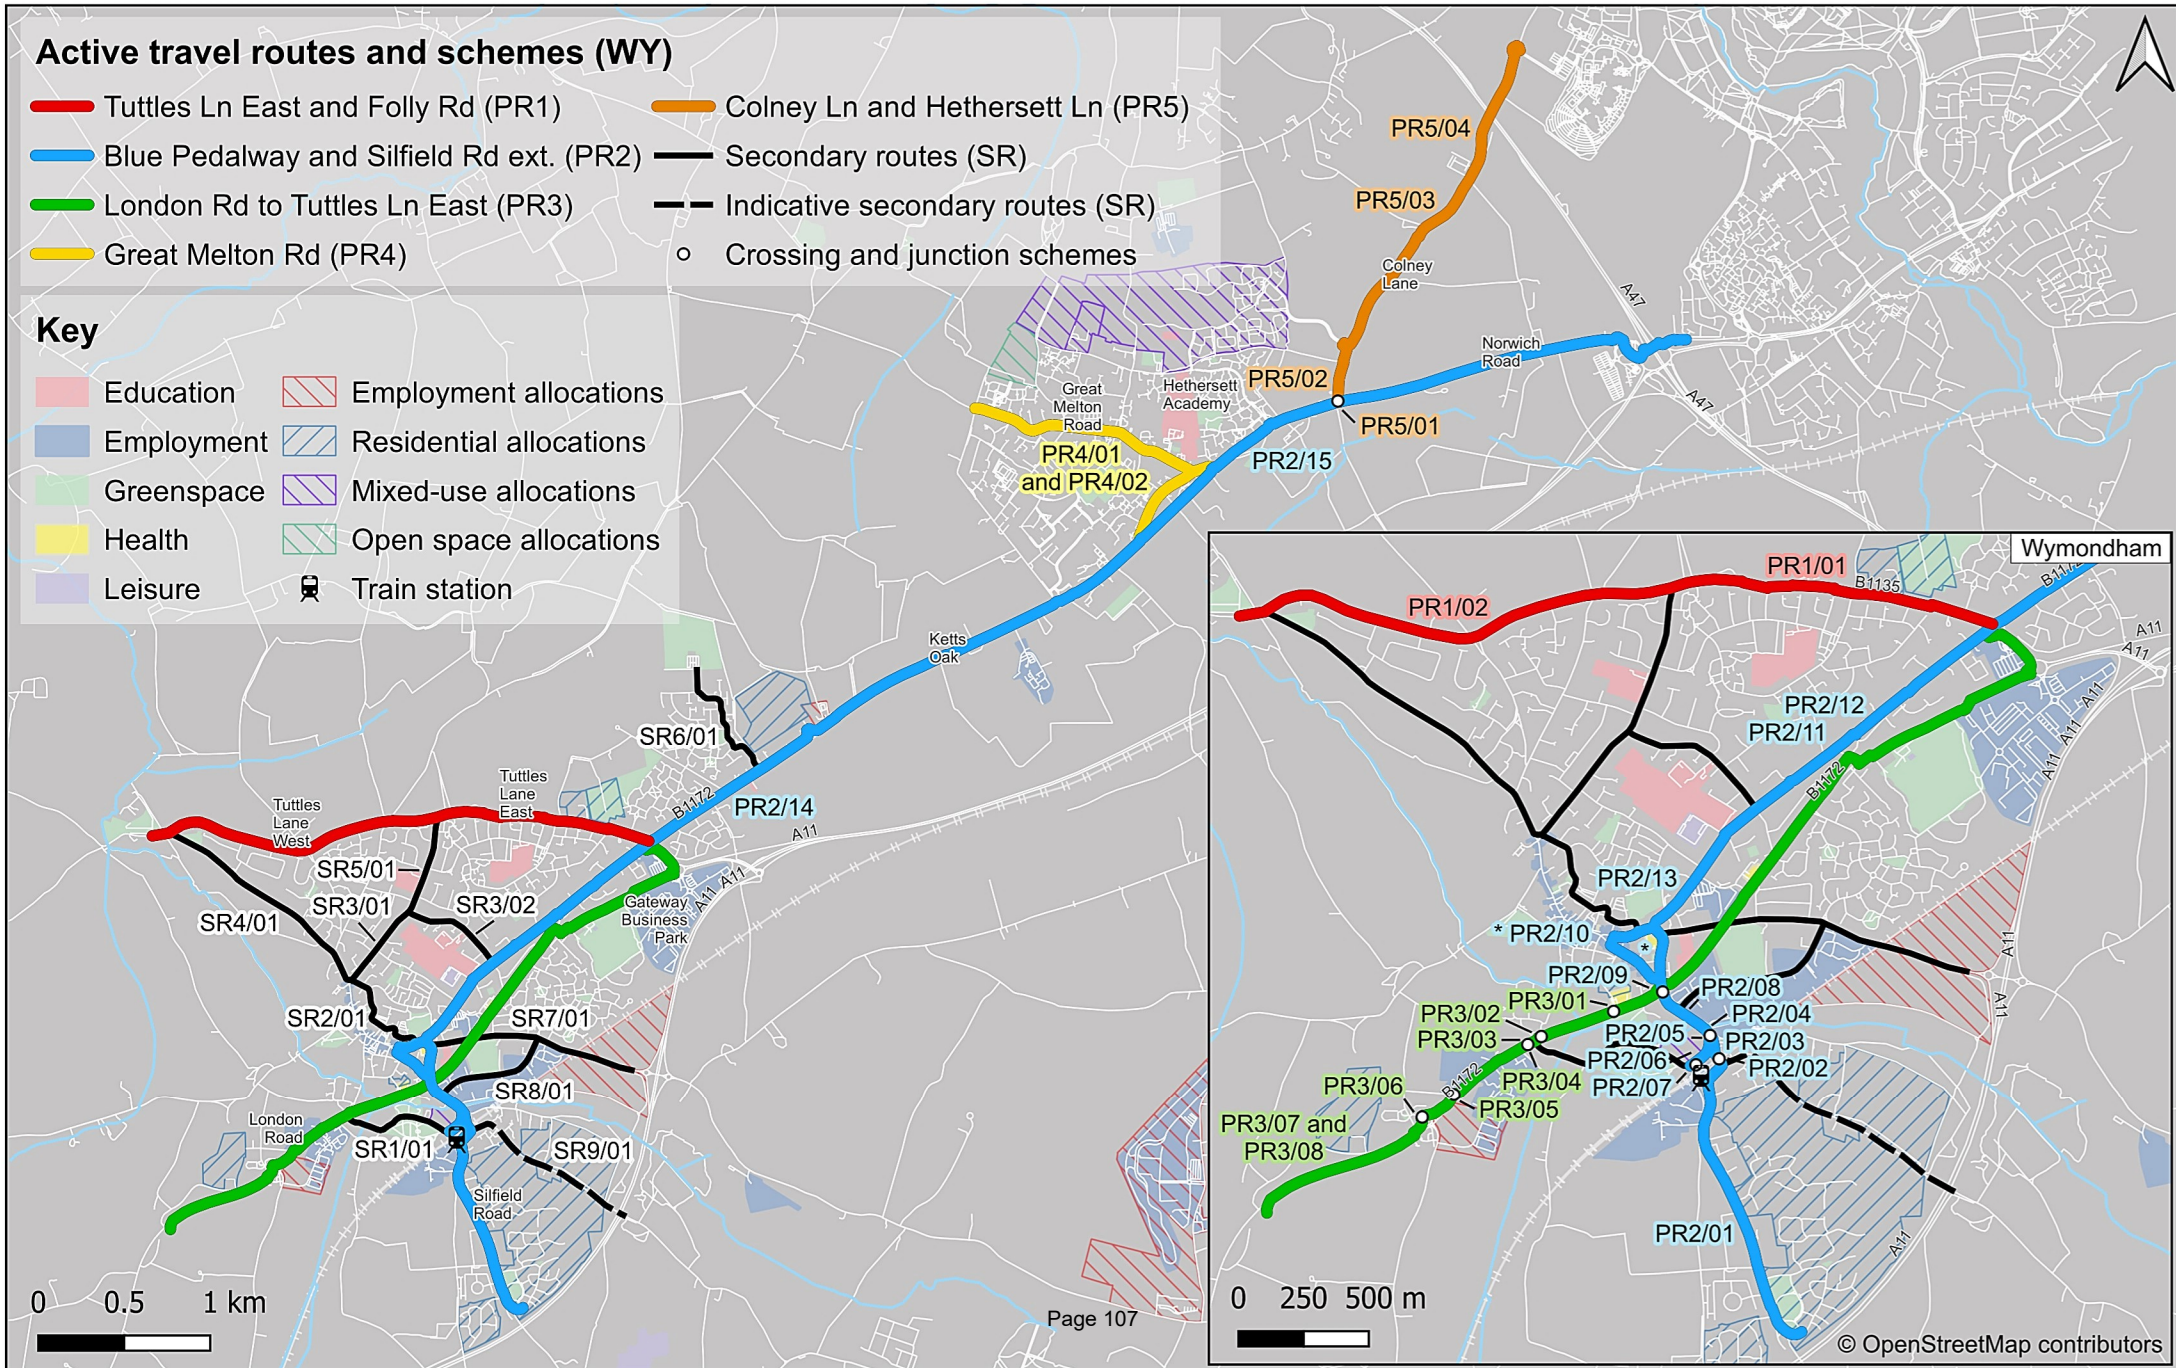 Active travel routes and schemes (WY)
Tuttles Ln East and Folly Rd (PR1)
Blue Pedalway and Silfield Rd ext. (PR2)
London Rd to Tuttles Ln East (PR3)
Great Melton Rd (PR4)
Colney Ln and Hethersett Ln (PR5)
Secondary routes (SR)
Indicative secondary routes (SR)
Crossing and junction schemes
Key
Education
Employment
Greenspace
Health
Leisure
Employment allocations
Residential allocations
Mixed-use allocations
Open space allocations
Train station
PR5/04
PR5/03
Colney
Lane
A47
Norwich
Road
PR5/02
A47
PR5/01
Great
Melton
Road
Hethersett
Academy
PR4/01
and PR4/02
PR2/15
Ketts
Oak
SR6/01
B1172
PR2/14
A11
Tuttles
Lane
East
Tuttles
Lane
West
SR5/01
SR3/01
SR3/02
SR4/01
A11
A11
Gateway
Business
Park
SR2/01
SR7/01
SR8/01
London
Road
SR1/01
SR9/01
Silfield
Road
0 0.5 1 km
Page 107
Wymondham
PR1/01
B1135
B1172
PR1/02
A11
A11
A11
A11
A11
PR2/12
PR2/11
B1172
PR2/13
* PR2/10
*
A11
A11
PR2/09
PR2/08
PR3/01
PR3/02
PR3/03
PR2/04
PR2/05
PR2/03
PR2/06
PR2/02
PR2/07
PR3/04
B1172
PR3/06
PR3/05
PR3/07 and
PR3/08
PR2/01
A11
0 250 500 m
© OpenStreetMap contributors